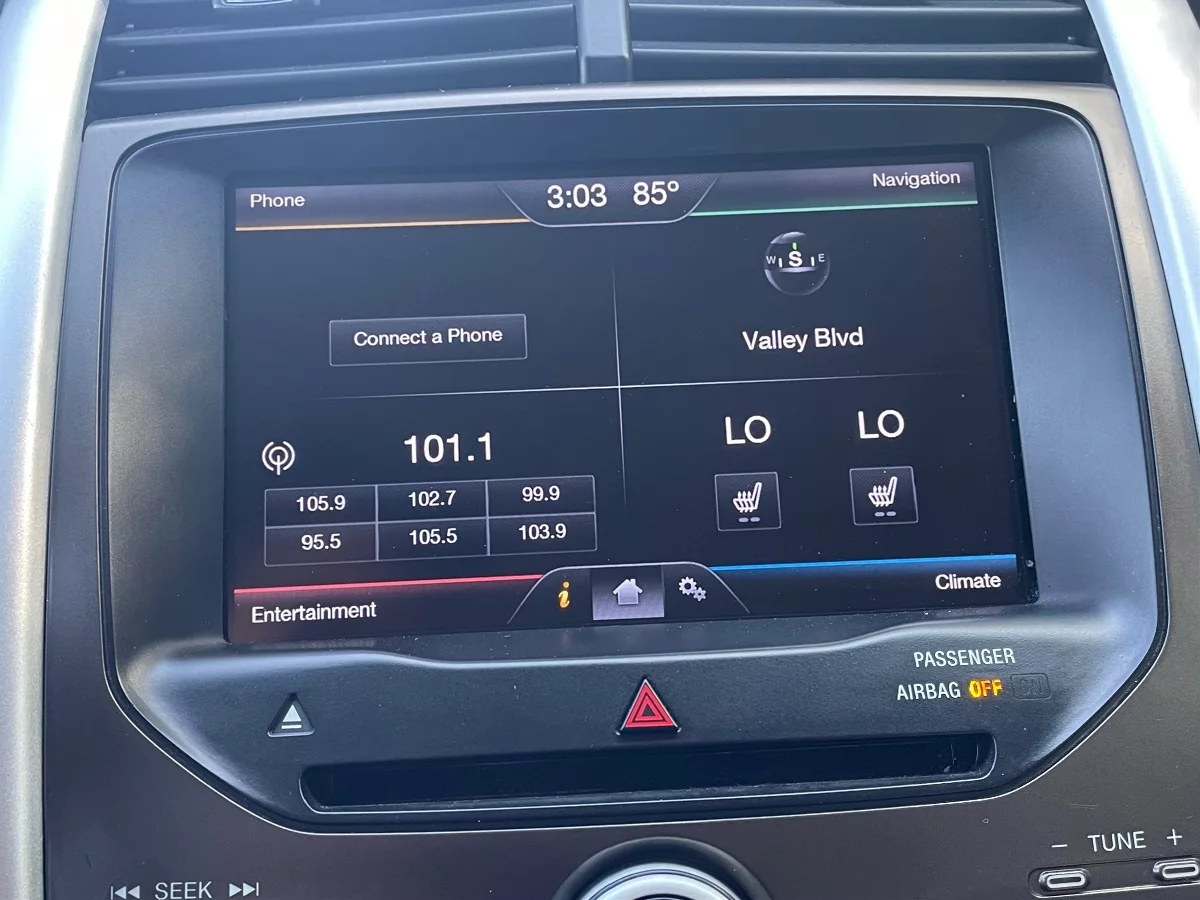 Phone
3:03 85°
Navigation
W S E
Connect a Phone
Valley Blvd
101.1
105.9 102.7 99.9
95.5 105.5 103.9
LO LO
Entertainment
i
Climate
PASSENGER
AIRBAG OFF ON
SEEK
− TUNE +